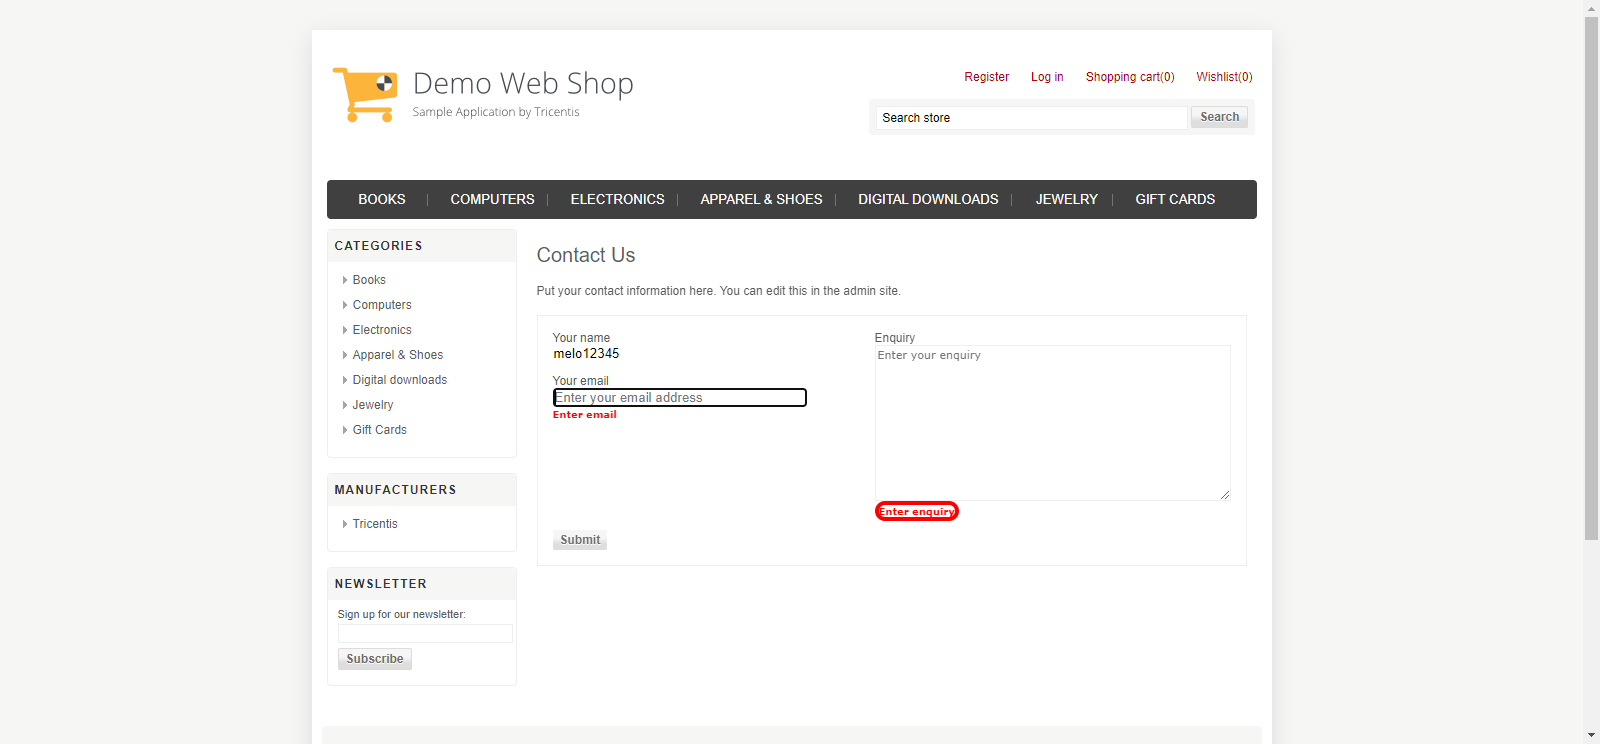 Demo Web Shop
Sample Application by Tricentis
Register Log in Shopping cart(0) Wishlist(0)
Search store Search
BOOKS COMPUTERS ELECTRONICS APPAREL & SHOES DIGITAL DOWNLOADS JEWELRY GIFT CARDS
CATEGORIES
Books
Computers
Electronics
Apparel & Shoes
Digital downloads
Jewelry
Gift Cards
MANUFACTURERS
Tricentis
NEWSLETTER
Sign up for our newsletter:
Subscribe
Contact Us
Put your contact information here. You can edit this in the admin site.
Your name
melo12345
Your email
Enter your email address
Enter email
Enquiry
Enter your enquiry
Enter enquiry
Submit